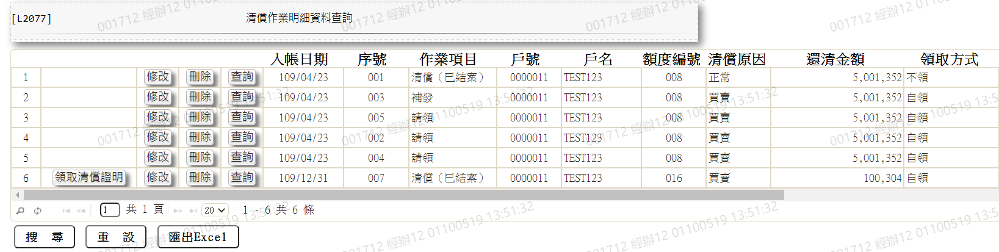 [L2077] 清償作業明細資料查詢
入帳日期 序號 作業項目 戶號 戶名 額度編號 清償原因 還清金額 領取方式
1 修改 刪除 查詢 109/04/23 001 清償（已結案） 0000011 TEST123 008 正常 5,001,352 不領
2 修改 刪除 查詢 109/04/23 003 補發 0000011 TEST123 008 買賣 5,001,352 自領
3 修改 刪除 查詢 109/04/23 005 請領 0000011 TEST123 008 買賣 5,001,352 自領
4 修改 刪除 查詢 109/04/23 002 請領 0000011 TEST123 008 買賣 5,001,352 自領
5 修改 刪除 查詢 109/04/23 004 請領 0000011 TEST123 008 買賣 5,001,352 自領
6 領取清償證明 修改 刪除 查詢 109/12/31 007 清償（已結案） 0000011 TEST123 016 買賣 100,304 自領
1 共 1 頁 20 1 - 6 共 6 條
搜 尋 重 設 匯出Excel
001712 經辦12 01100519 13:51:32